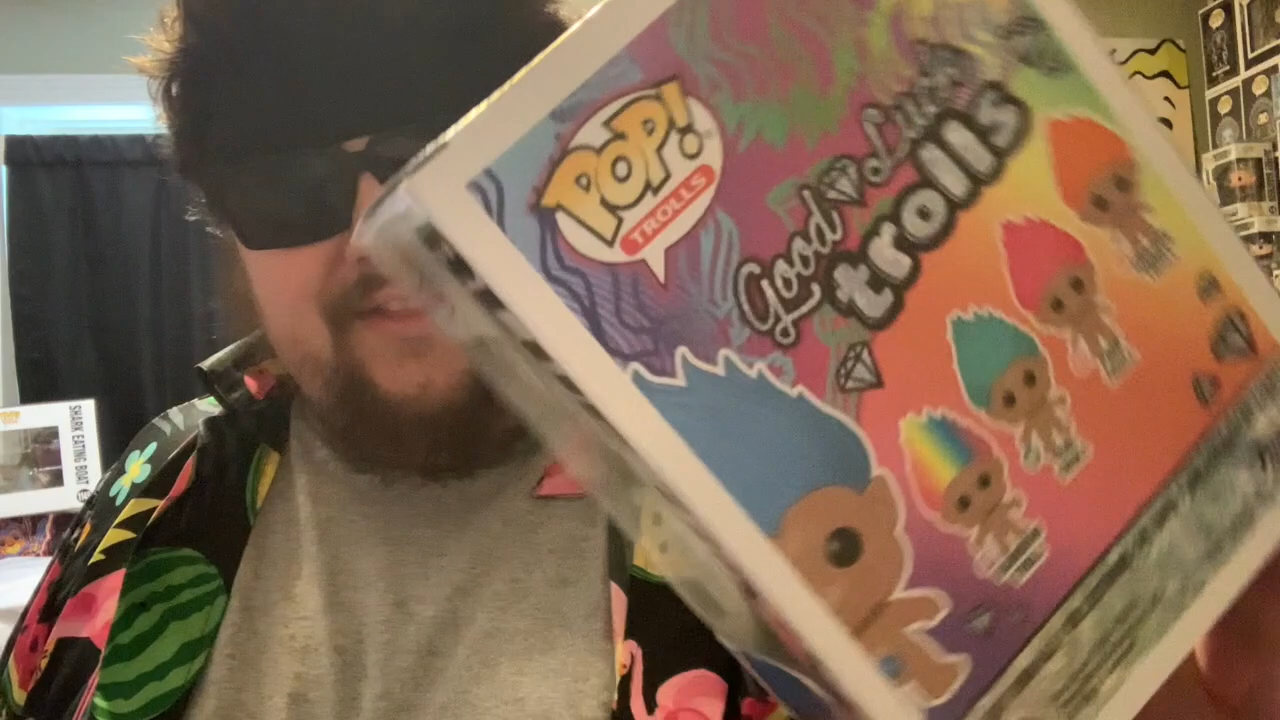 POP!
TROLLS
Good Luck
trolls
SHARK EATING BOAT